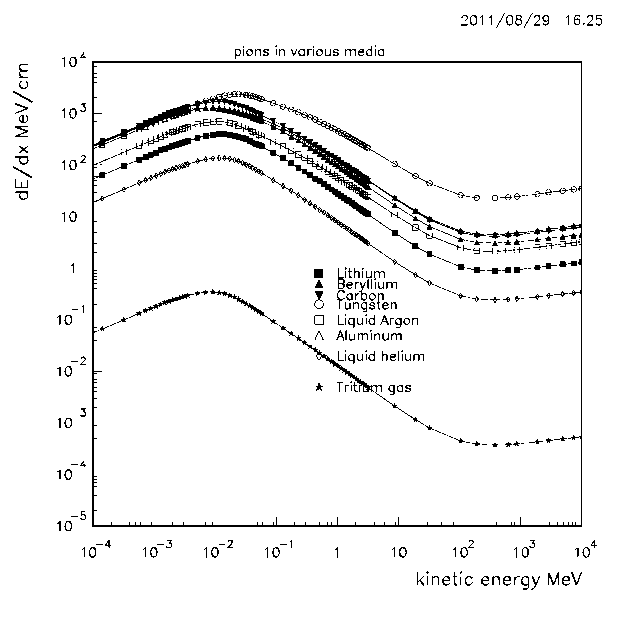 2011/08/29 16.25
pions in various media
dE/dx MeV/cm
10^4
10^3
10^2
10
1
10^-1
10^-2
10^3
10^-4
10^-5
Lithium
Beryllium
Carbon
Tungsten
Liquid Argon
Aluminum
Liquid helium
Tritium gas
10^-4 10^-3 10^-2 10^-1 1 10 10^2 10^3 10^4
kinetic energy MeV